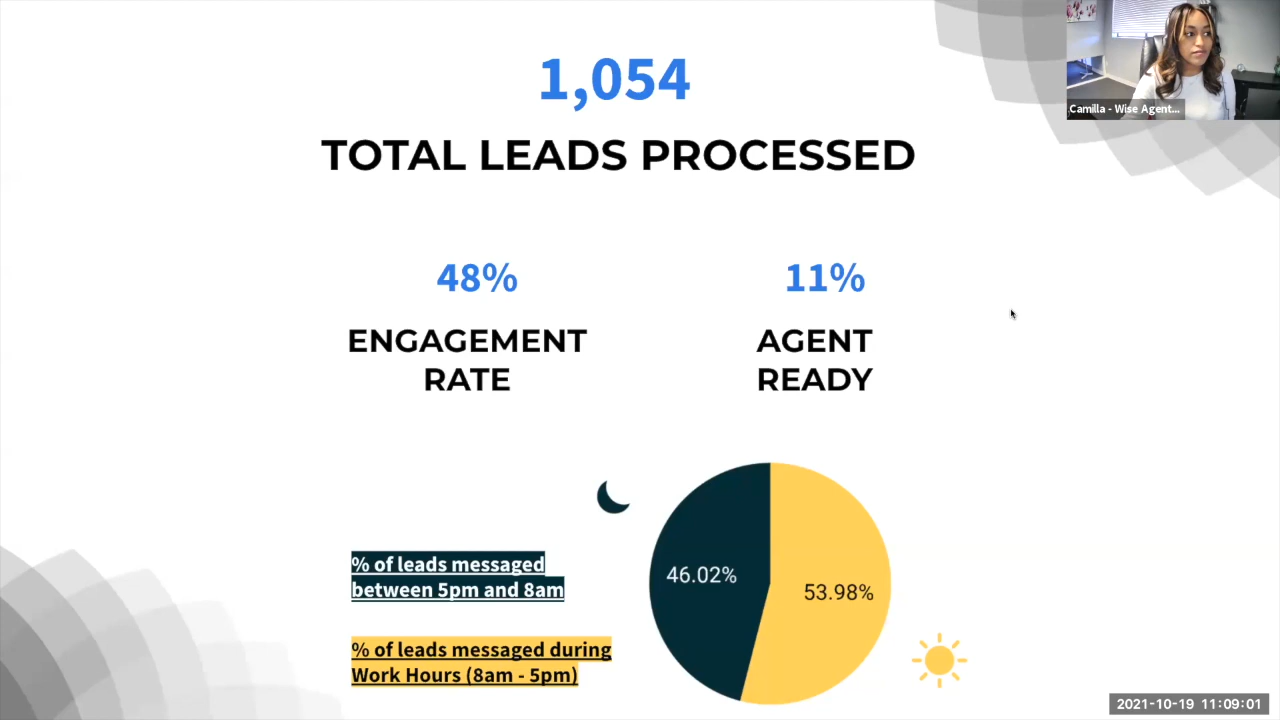 1,054
TOTAL LEADS PROCESSED
Camilla - Wise Agent...
48%
11%
ENGAGEMENT
RATE
AGENT
READY
% of leads messaged
between 5pm and 8am
46.02%
53.98%
% of leads messaged during
Work Hours (8am - 5pm)
2021-10-19 11:09:01